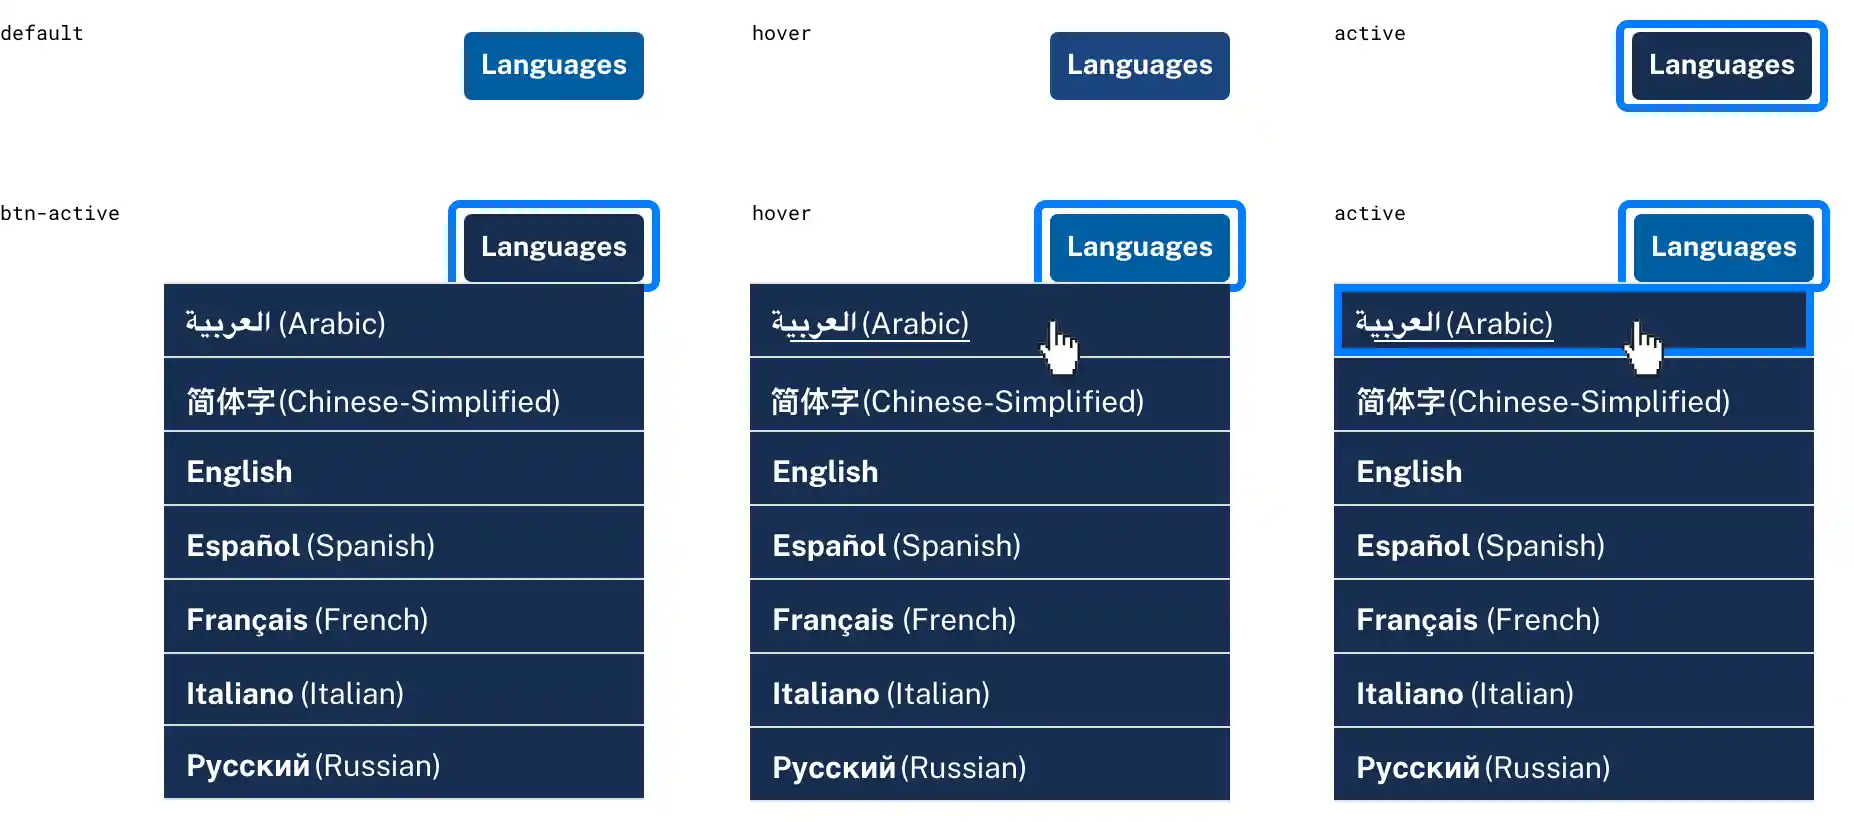 default
Languages
hover
Languages
active
Languages
btn-active
Languages
العربية (Arabic)
简体字(Chinese-Simplified)
English
Español (Spanish)
Français (French)
Italiano (Italian)
Русский (Russian)
hover
Languages
العربية (Arabic)
简体字(Chinese-Simplified)
English
Español (Spanish)
Français (French)
Italiano (Italian)
Русский (Russian)
active
Languages
العربية (Arabic)
简体字(Chinese-Simplified)
English
Español (Spanish)
Français (French)
Italiano (Italian)
Русский (Russian)